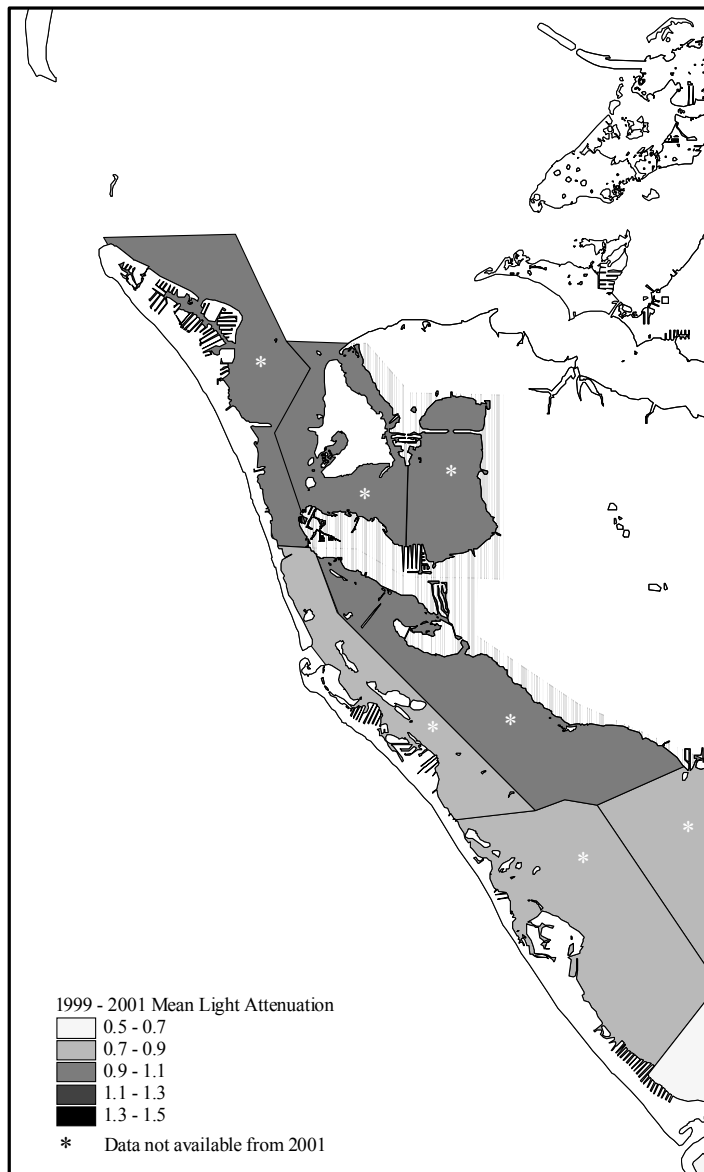 *
*
*
*
*
*
*
1999 - 2001 Mean Light Attenuation
0.5 - 0.7
0.7 - 0.9
0.9 - 1.1
1.1 - 1.3
1.3 - 1.5
* Data not available from 2001